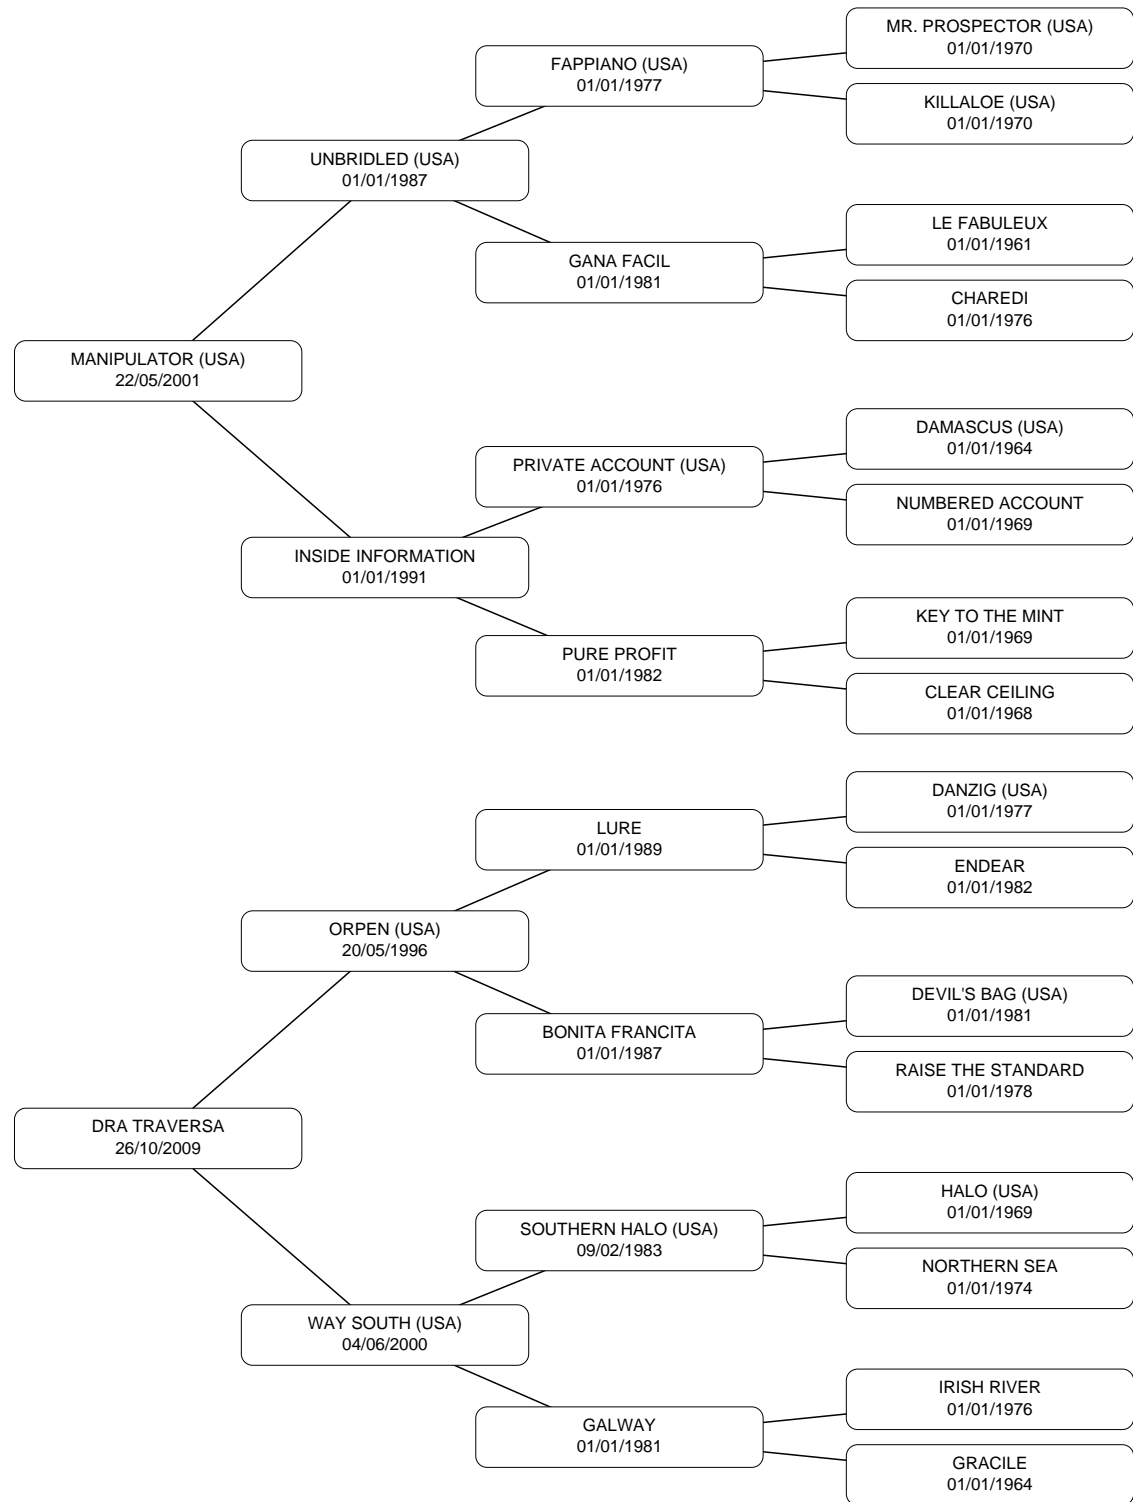 MR. PROSPECTOR (USA)
01/01/1970
FAPPIANO (USA)
01/01/1977
KILLALOE (USA)
01/01/1970
UNBRIDLED (USA)
01/01/1987
LE FABULEUX
01/01/1961
GANA FACIL
01/01/1981
CHAREDI
01/01/1976
MANIPULATOR (USA)
22/05/2001
DAMASCUS (USA)
01/01/1964
PRIVATE ACCOUNT (USA)
01/01/1976
NUMBERED ACCOUNT
01/01/1969
INSIDE INFORMATION
01/01/1991
KEY TO THE MINT
01/01/1969
PURE PROFIT
01/01/1982
CLEAR CEILING
01/01/1968
DANZIG (USA)
01/01/1977
LURE
01/01/1989
ENDEAR
01/01/1982
ORPEN (USA)
20/05/1996
DEVIL'S BAG (USA)
01/01/1981
BONITA FRANCITA
01/01/1987
RAISE THE STANDARD
01/01/1978
DRA TRAVERSA
26/10/2009
HALO (USA)
01/01/1969
SOUTHERN HALO (USA)
09/02/1983
NORTHERN SEA
01/01/1974
WAY SOUTH (USA)
04/06/2000
IRISH RIVER
01/01/1976
GALWAY
01/01/1981
GRACILE
01/01/1964